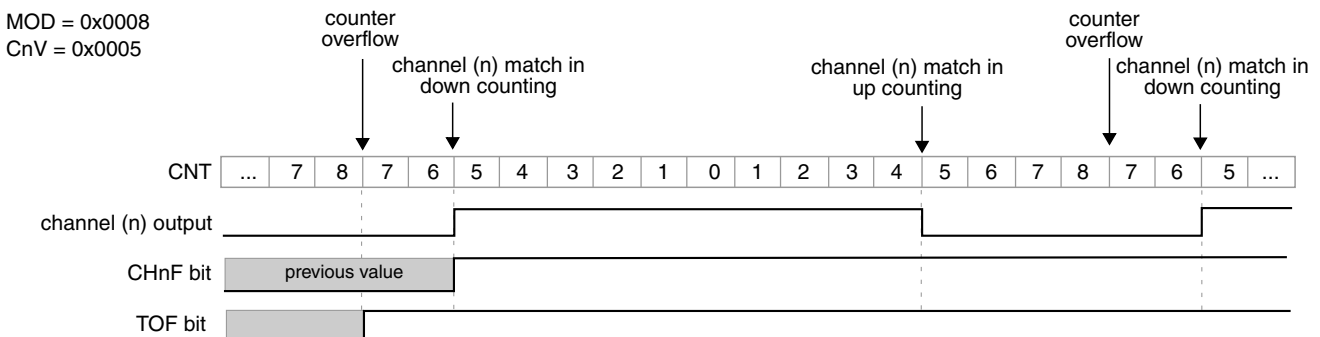 MOD = 0x0008
CnV = 0x0005
counter
overflow
channel (n) match in
down counting
channel (n) match in
up counting
counter
overflow
channel (n) match in
down counting
CNT ... 7 8 7 6 5 4 3 2 1 0 1 2 3 4 5 6 7 8 7 6 5 ...
channel (n) output
CHnF bit previous value
TOF bit